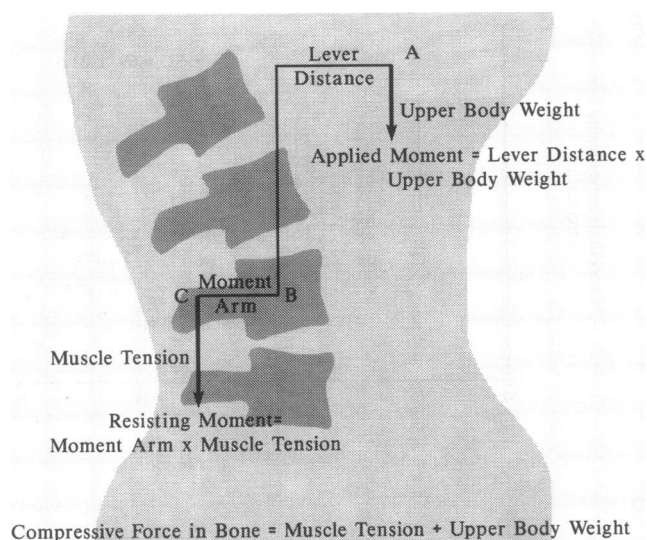 Lever
Distance
A
Upper Body Weight
Applied Moment = Lever Distance x
Upper Body Weight
Moment
Arm
C
B
Muscle Tension
Resisting Moment=
Moment Arm x Muscle Tension
Compressive Force in Bone = Muscle Tension + Upper Body Weight